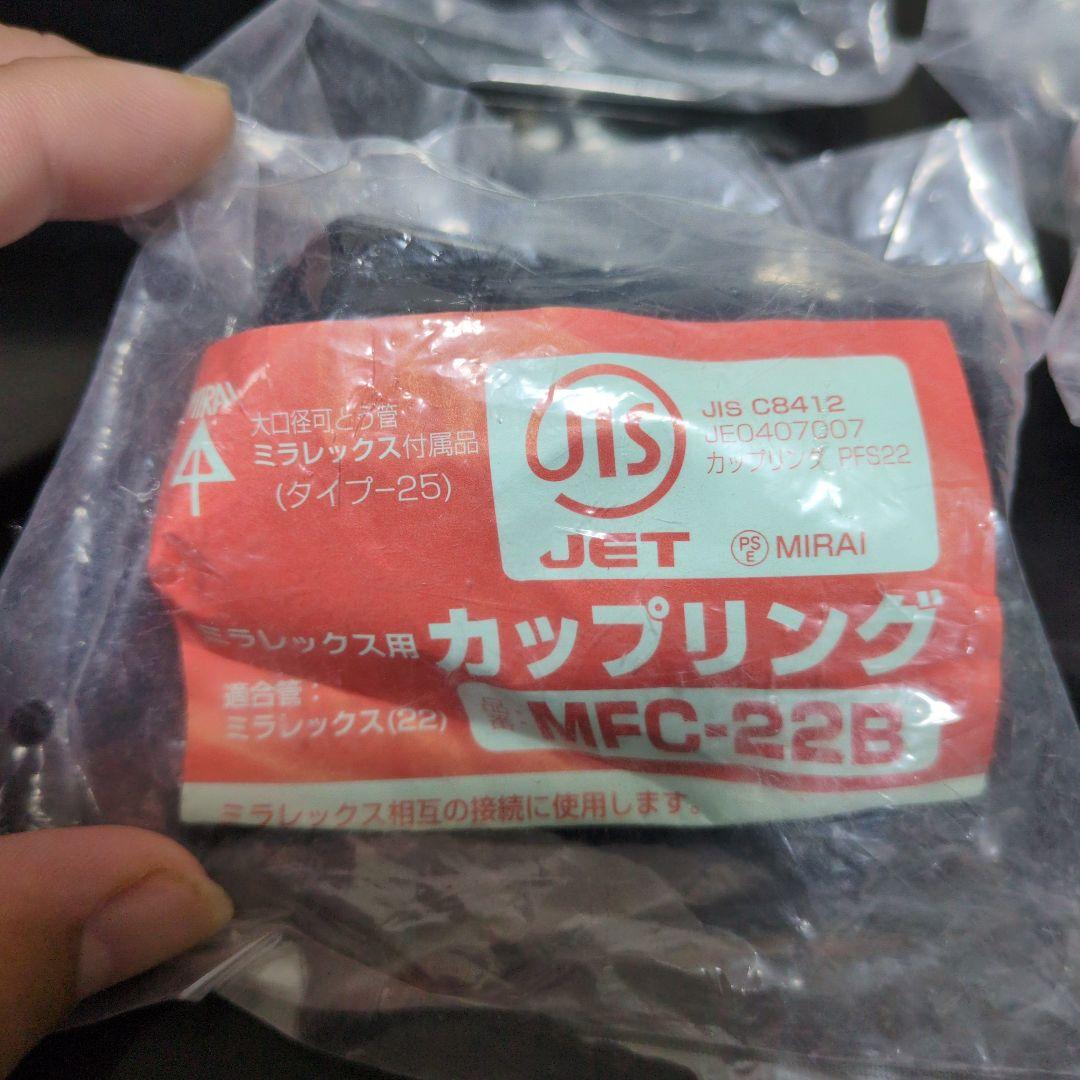 MIRAI
大口径可とう管
ミラレックス付属品
(タイプ-25)
JIS
JET
JIS C8412
JE0407007
カップリング PFS22
PSE MIRAI
ミラレックス用 カップリング
適合管:
ミラレックス(22)
品番: MFC-22B
ミラレックス相互の接続に使用します。